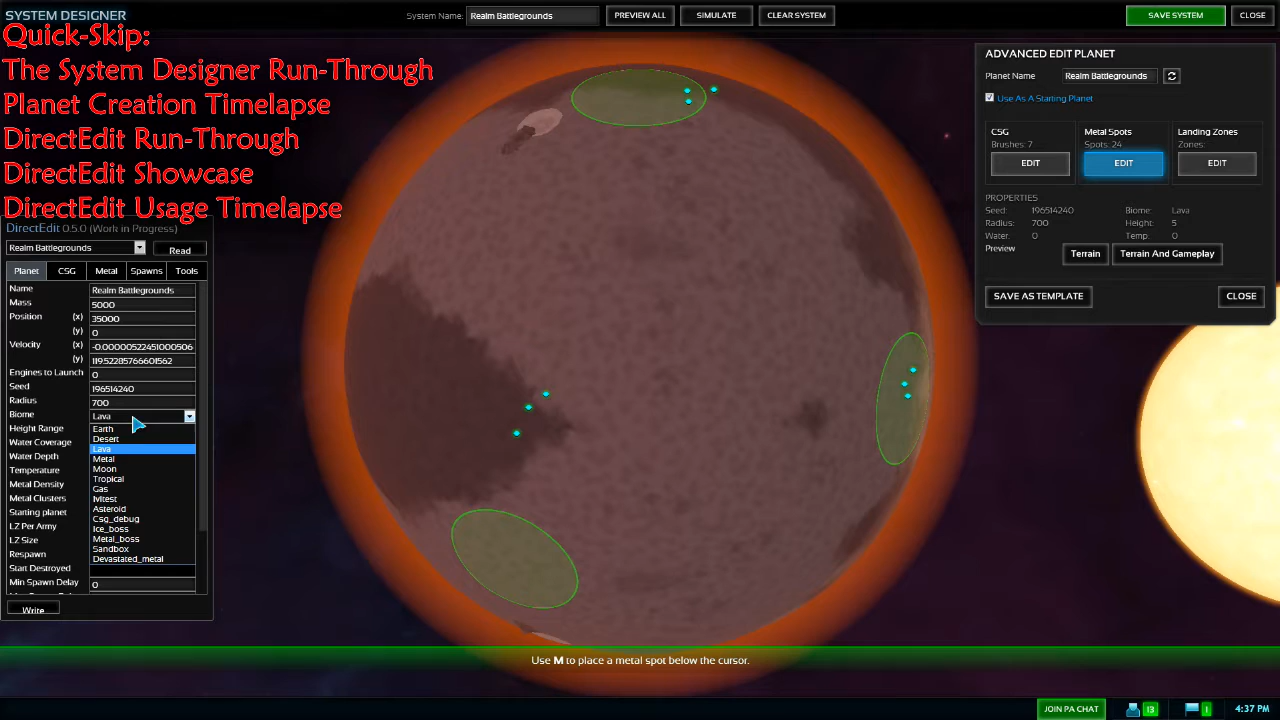 SYSTEM DESIGNER
System Name: Realm Battlegrounds PREVIEW ALL SIMULATE CLEAR SYSTEM SAVE SYSTEM CLOSE
Quick-Skip:
The System Designer Run-Through
Planet Creation Timelapse
DirectEdit Run-Through
DirectEdit Showcase
DirectEdit Usage Timelapse
DirectEdit 0.5.0 (Work in Progress)
Realm Battlegrounds Read
Planet CSG Metal Spawns Tools
Name Realm Battlegrounds
Mass 5000
Position (x) 35000
(y) 0
Velocity (x) -0.00000522451000506
(y) 119.52285766601562
Engines to Launch 0
Seed 196514240
Radius 700
Biome Lava
Height Range
Water Coverage
Water Depth
Temperature
Metal Density
Metal Clusters
Starting planet
LZ Per Army
LZ Size
Respawn
Start Destroyed
Min Spawn Delay 0
Earth
Desert
Lava
Metal
Moon
Tropical
Gas
Ivltest
Asteroid
Csg_debug
Ice_boss
Metal_boss
Sandbox
Devastated_metal
Write
ADVANCED EDIT PLANET
Planet Name Realm Battlegrounds
Use As A Starting Planet
CSG Metal Spots Landing Zones
Brushes: 7 Spots: 24 Zones:
EDIT EDIT EDIT
PROPERTIES
Seed: 196514240 Biome: Lava
Radius: 700 Height: 5
Water: 0 Temp. 0
Preview Terrain Terrain And Gameplay
SAVE AS TEMPLATE CLOSE
Use M to place a metal spot below the cursor.
JOIN PA CHAT 13 1 4:37 PM